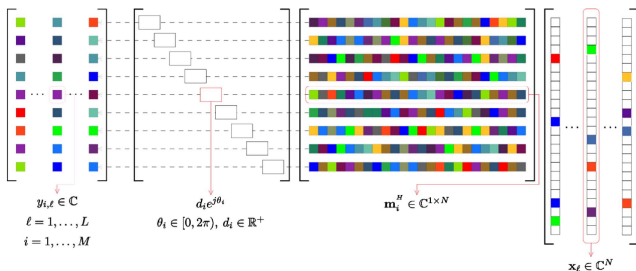 y_{i,ℓ} ∈ ℂ
ℓ = 1, . . . , L
i = 1, . . . , M
d_i e^{jθ_i}
θ_i ∈ [0, 2π), d_i ∈ ℝ^+
m_i^H ∈ ℂ^{1×N}
x_ℓ ∈ ℂ^N